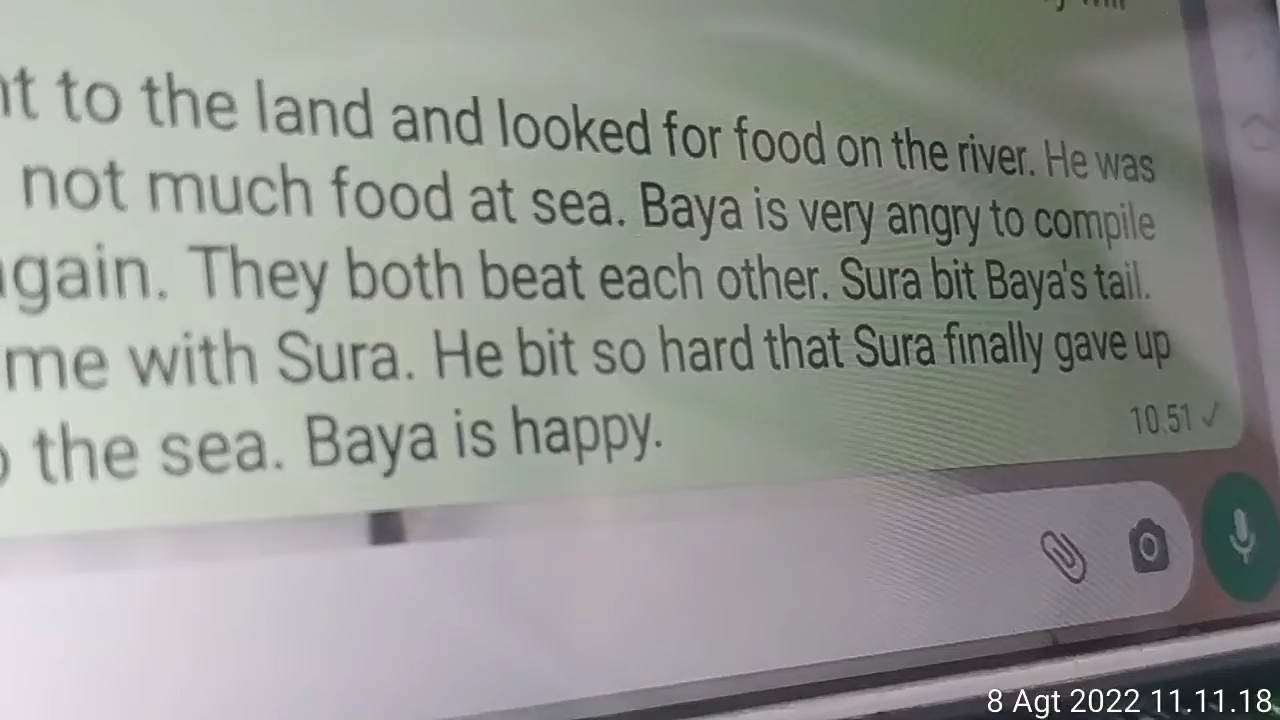 to the land and looked for food on the river. He was
not much food at sea. Baya is very angry to compile
They both beat each other. Sura bit Baya's tail.
me with Sura. He bit so hard that Sura finally gave up
the sea. Baya is happy.
10.51
8 Agt 2022 11.11.18